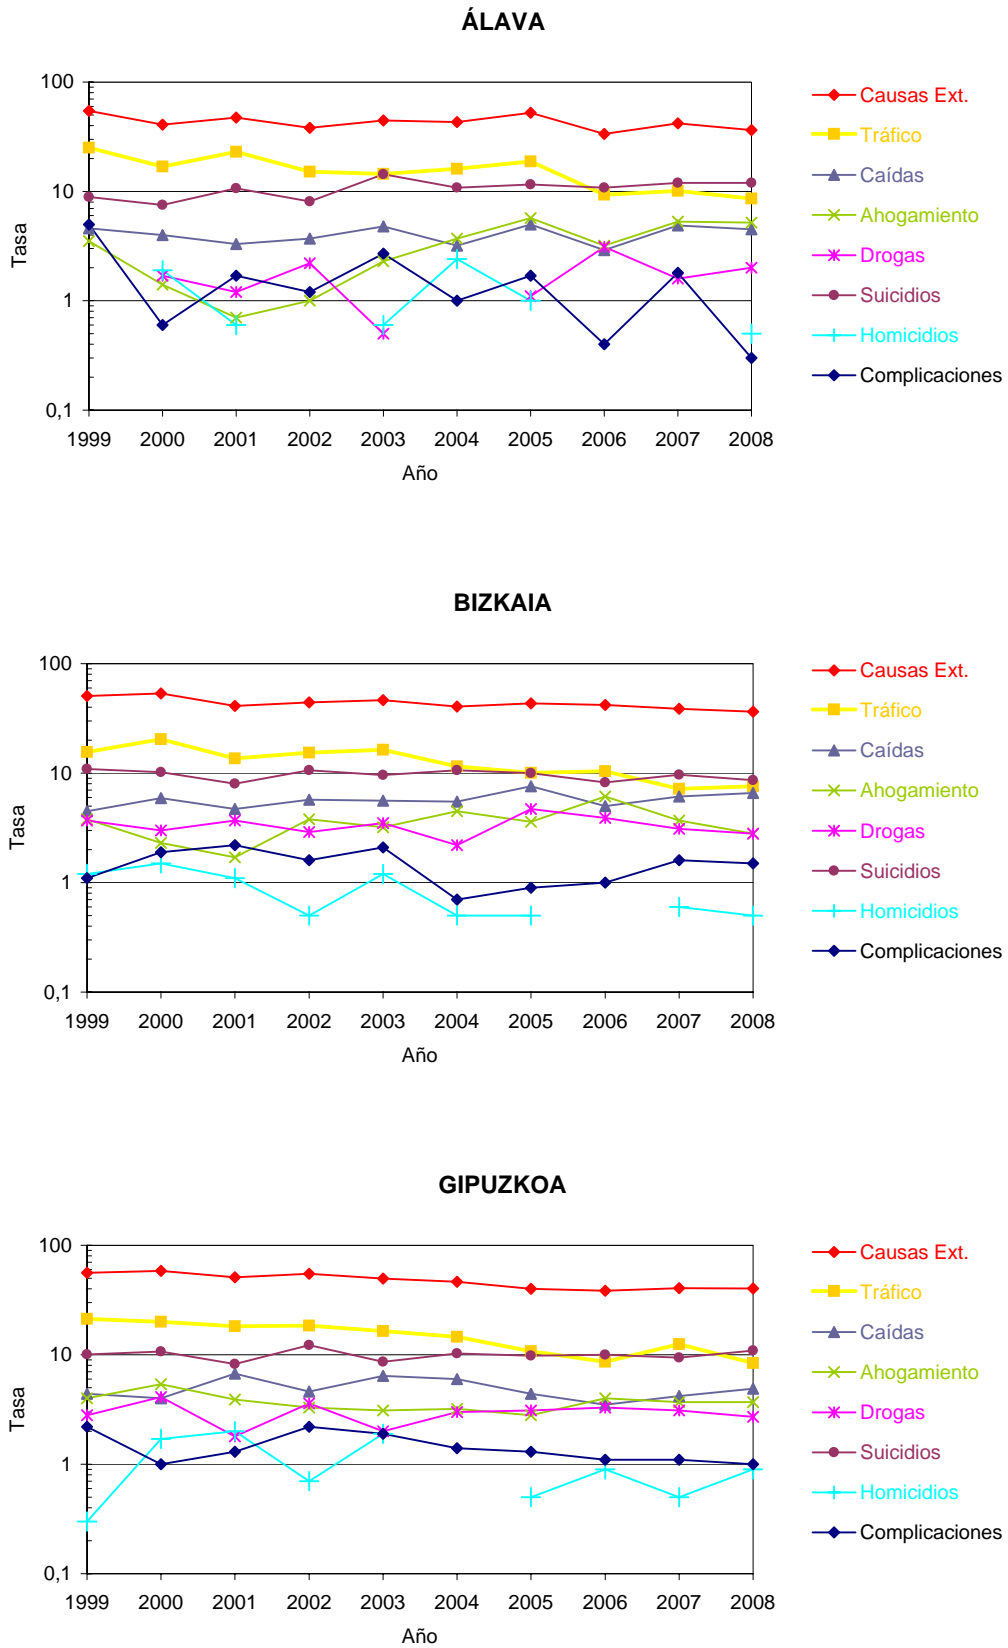 ÁLAVA
100
10
1
0,1
Tasa
1999 2000 2001 2002 2003 2004 2005 2006 2007 2008
Año
Causas Ext.
Tráfico
Caídas
Ahogamiento
Drogas
Suicidios
Homicidios
Complicaciones
BIZKAIA
100
10
1
0,1
Tasa
1999 2000 2001 2002 2003 2004 2005 2006 2007 2008
Año
Causas Ext.
Tráfico
Caídas
Ahogamiento
Drogas
Suicidios
Homicidios
Complicaciones
GIPUZKOA
100
10
1
0,1
Tasa
1999 2000 2001 2002 2003 2004 2005 2006 2007 2008
Año
Causas Ext.
Tráfico
Caídas
Ahogamiento
Drogas
Suicidios
Homicidios
Complicaciones